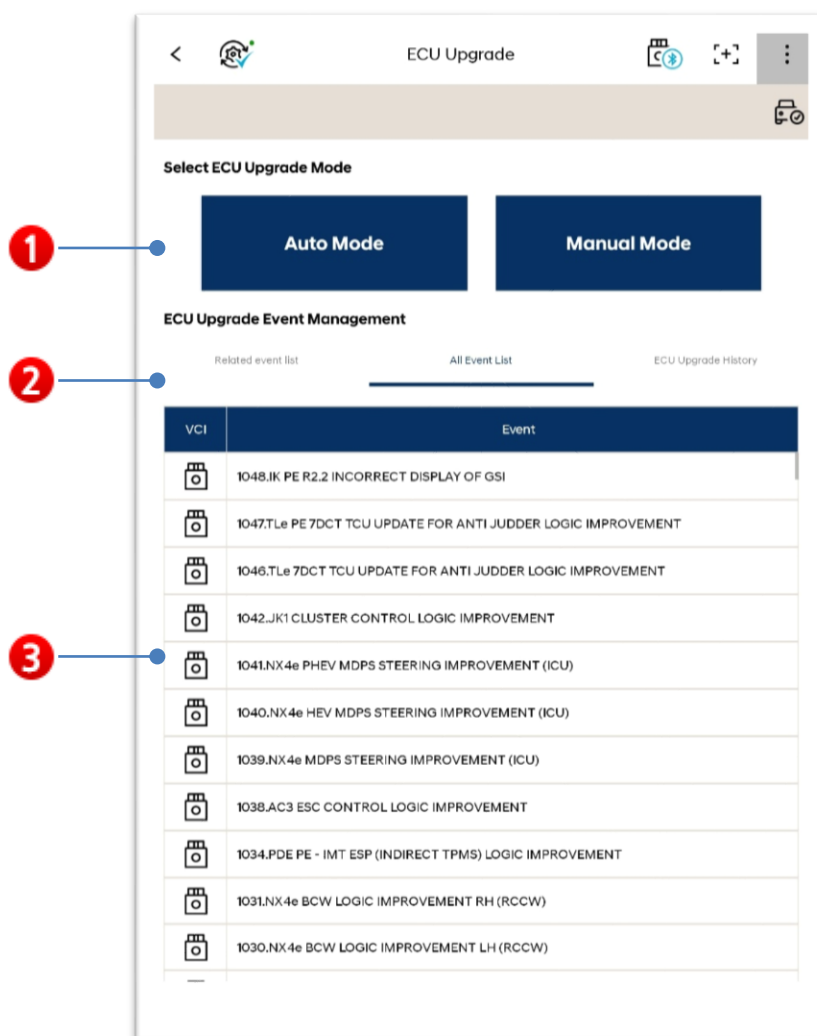 ECU Upgrade
Select ECU Upgrade Mode
1
Auto Mode
Manual Mode
ECU Upgrade Event Management
2
Related event list
All Event List
ECU Upgrade History
VCI
Event
1048.IK PE R2.2 INCORRECT DISPLAY OF GSI
1047.TLe PE 7DCT TCU UPDATE FOR ANTI JUDDER LOGIC IMPROVEMENT
1046.TLe 7DCT TCU UPDATE FOR ANTI JUDDER LOGIC IMPROVEMENT
1042.JK1 CLUSTER CONTROL LOGIC IMPROVEMENT
3
1041.NX4e PHEV MDPS STEERING IMPROVEMENT (ICU)
1040.NX4e HEV MDPS STEERING IMPROVEMENT (ICU)
1039.NX4e MDPS STEERING IMPROVEMENT (ICU)
1038.AC3 ESC CONTROL LOGIC IMPROVEMENT
1034.PDE PE - IMT ESP (INDIRECT TPMS) LOGIC IMPROVEMENT
1031.NX4e BCW LOGIC IMPROVEMENT RH (RCCW)
1030.NX4e BCW LOGIC IMPROVEMENT LH (RCCW)